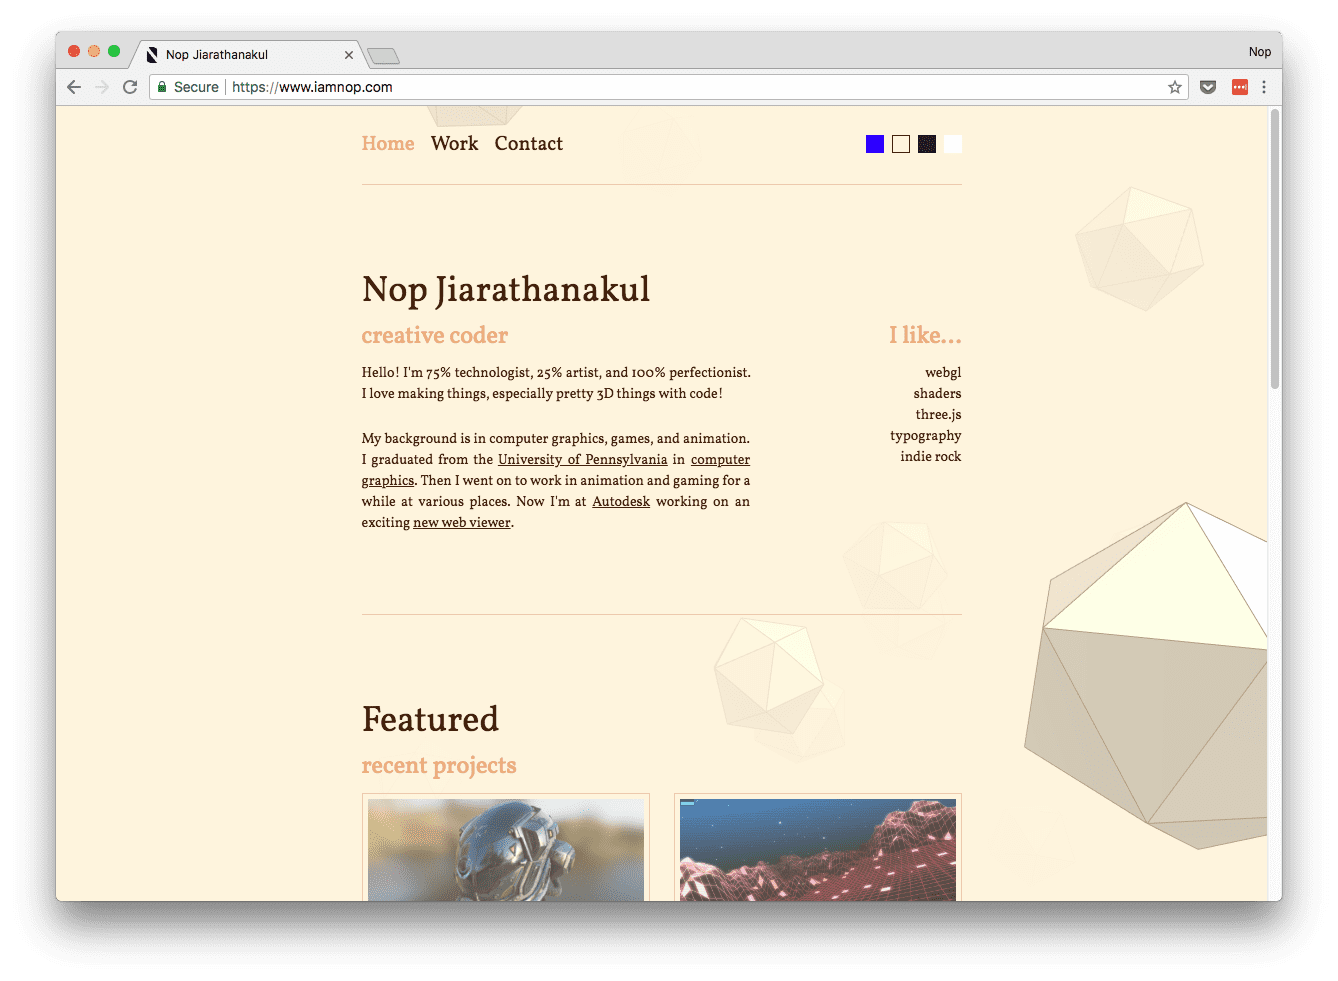 Nop Jiarathanakul
Nop
Secure
https://www.iamnop.com
Home Work Contact
Nop Jiarathanakul
creative coder
Hello! I'm 75% technologist, 25% artist, and 100% perfectionist.
I love making things, especially pretty 3D things with code!
My background is in computer graphics, games, and animation.
I graduated from the University of Pennsylvania in computer
graphics. Then I went on to work in animation and gaming for a
while at various places. Now I'm at Autodesk working on an
exciting new web viewer.
I like...
webgl
shaders
three.js
typography
indie rock
Featured
recent projects